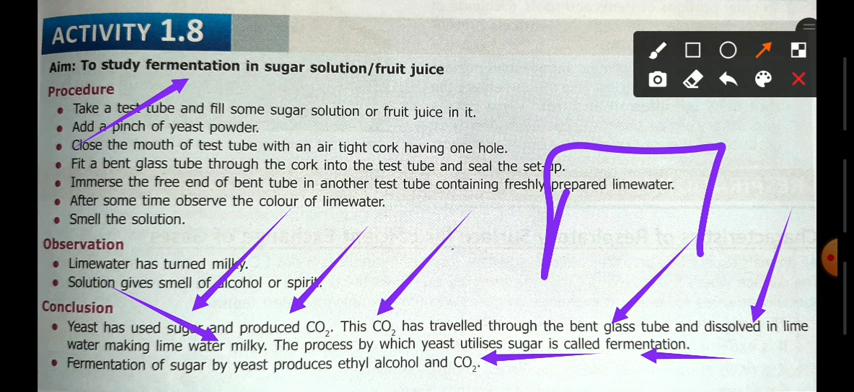 ACTIVITY 1.8
Aim: To study fermentation in sugar solution/fruit juice
Procedure
• Take a test tube and fill some sugar solution or fruit juice in it.
• Add a pinch of yeast powder.
• Close the mouth of test tube with an air tight cork having one hole.
• Fit a bent glass tube through the cork into the test tube and seal the set-up.
• Immerse the free end of bent tube in another test tube containing freshly prepared limewater.
• After some time observe the colour of limewater.
• Smell the solution.
Observation
• Limewater has turned milky.
• Solution gives smell of alcohol or spirit.
Conclusion
• Yeast has used sugar and produced CO₂. This CO₂ has travelled through the bent glass tube and dissolved in lime
water making lime water milky. The process by which yeast utilises sugar is called fermentation.
• Fermentation of sugar by yeast produces ethyl alcohol and CO₂.